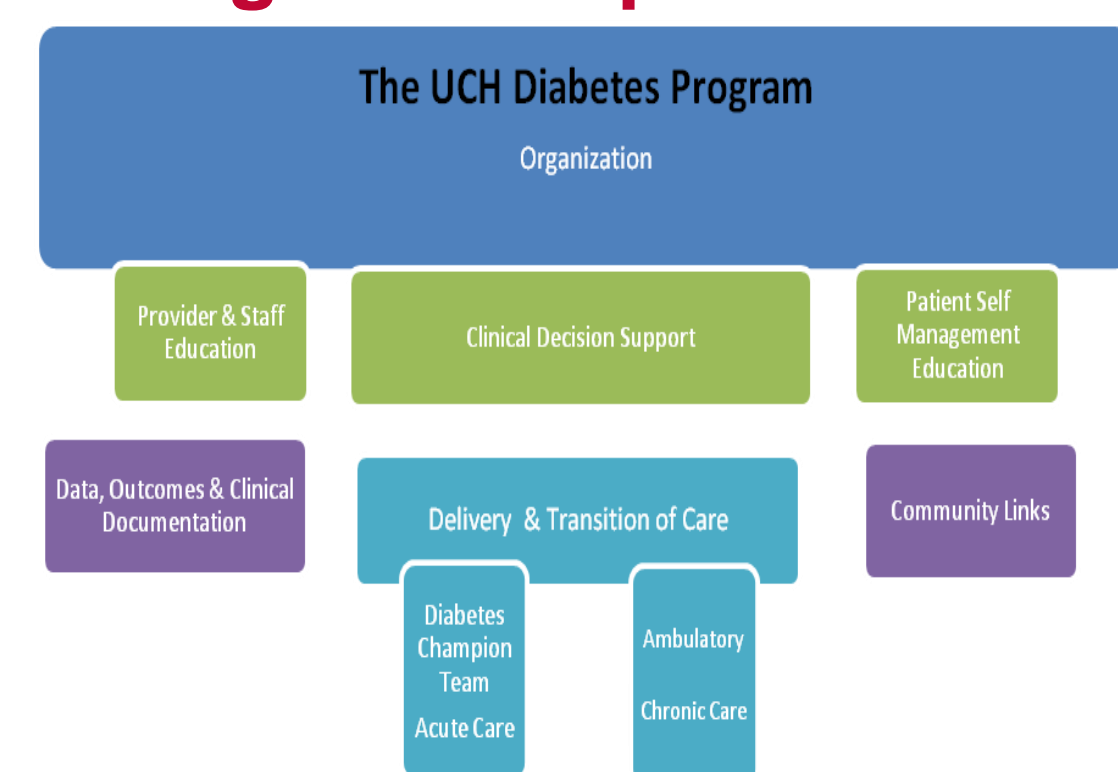 The UCH Diabetes Program
Organization
Provider & Staff
Education
Clinical Decision Support
Patient Self
Management
Education
Data, Outcomes & Clinical
Documentation
Delivery & Transition of Care
Community Links
Diabetes
Champion
Team
Acute Care
Ambulatory
Chronic Care